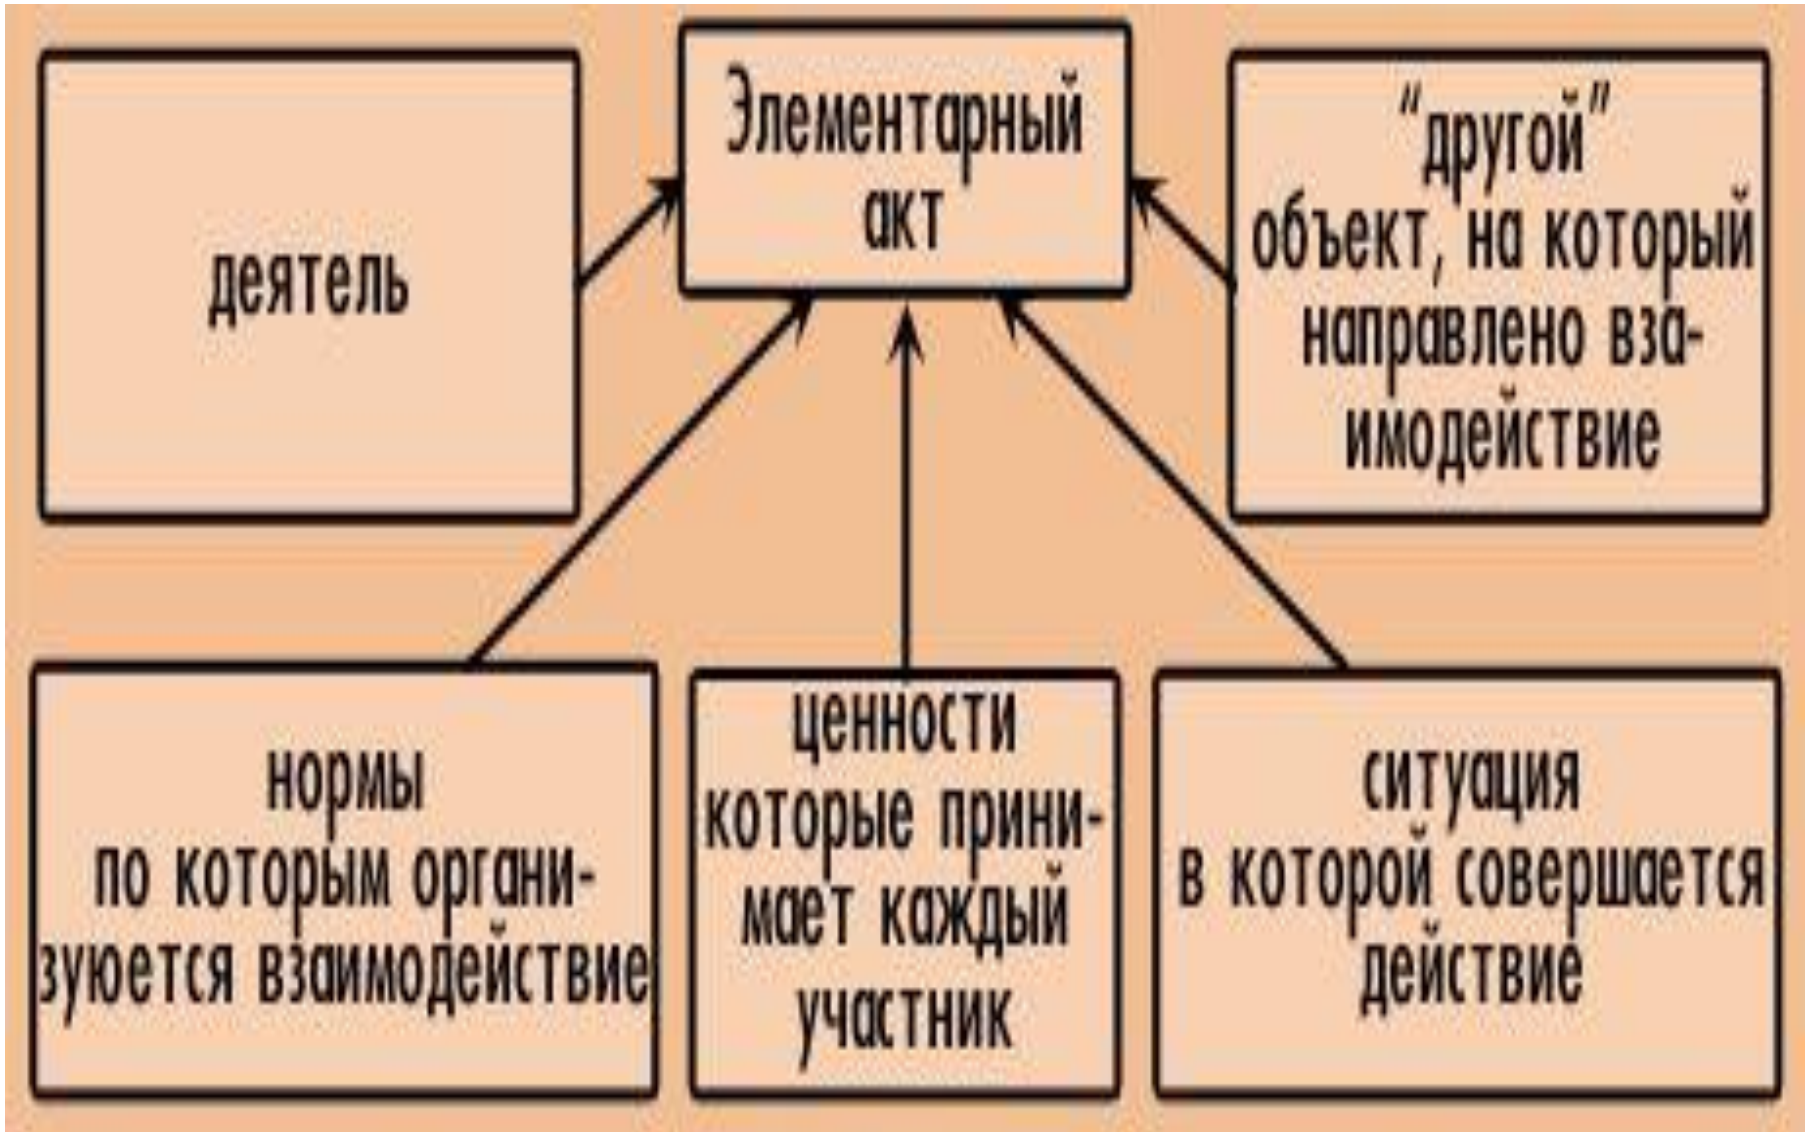 деятель
Элементарный
акт
“другой”
объект, на который
направлено вза-
имодействие
нормы
по которым органи-
зуюется взаимодействие
ценности
которые прини-
мает каждый
участник
ситуация
в которой совершается
действие